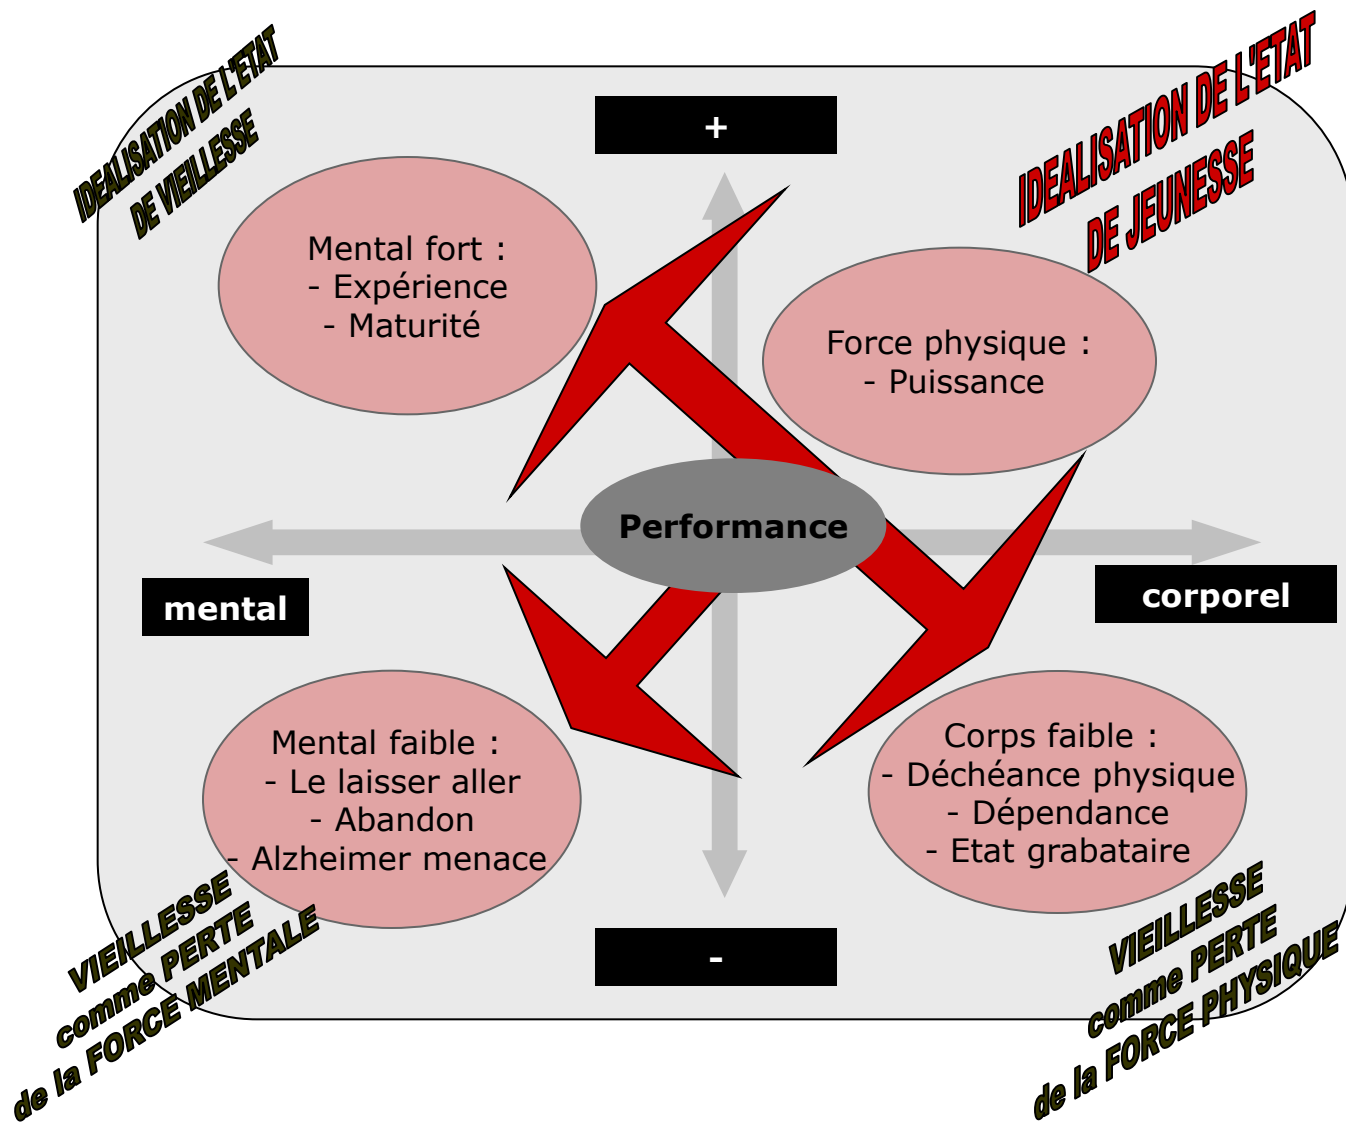 IDEALISATION DE L'ETAT
DE VIEILLESSE
IDEALISATION DE L'ETAT
DE JEUNESSE
+
Mental fort :
- Expérience
- Maturité
Force physique :
- Puissance
Performance
mental
corporel
Mental faible :
- Le laisser aller
- Abandon
- Alzheimer menace
Corps faible :
- Déchéance physique
- Dépendance
- Etat grabataire
-
VIEILLESSE
comme PERTE
de la FORCE MENTALE
VIEILLESSE
comme PERTE
de la FORCE PHYSIQUE